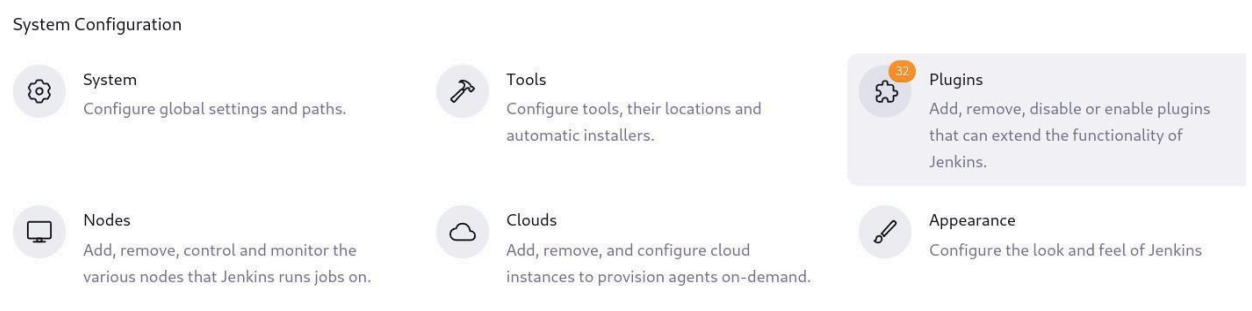 System Configuration
System
Configure global settings and paths.
Tools
Configure tools, their locations and
automatic installers.
32
Plugins
Add, remove, disable or enable plugins
that can extend the functionality of
Jenkins.
Nodes
Add, remove, control and monitor the
various nodes that Jenkins runs jobs on.
Clouds
Add, remove, and configure cloud
instances to provision agents on-demand.
Appearance
Configure the look and feel of Jenkins